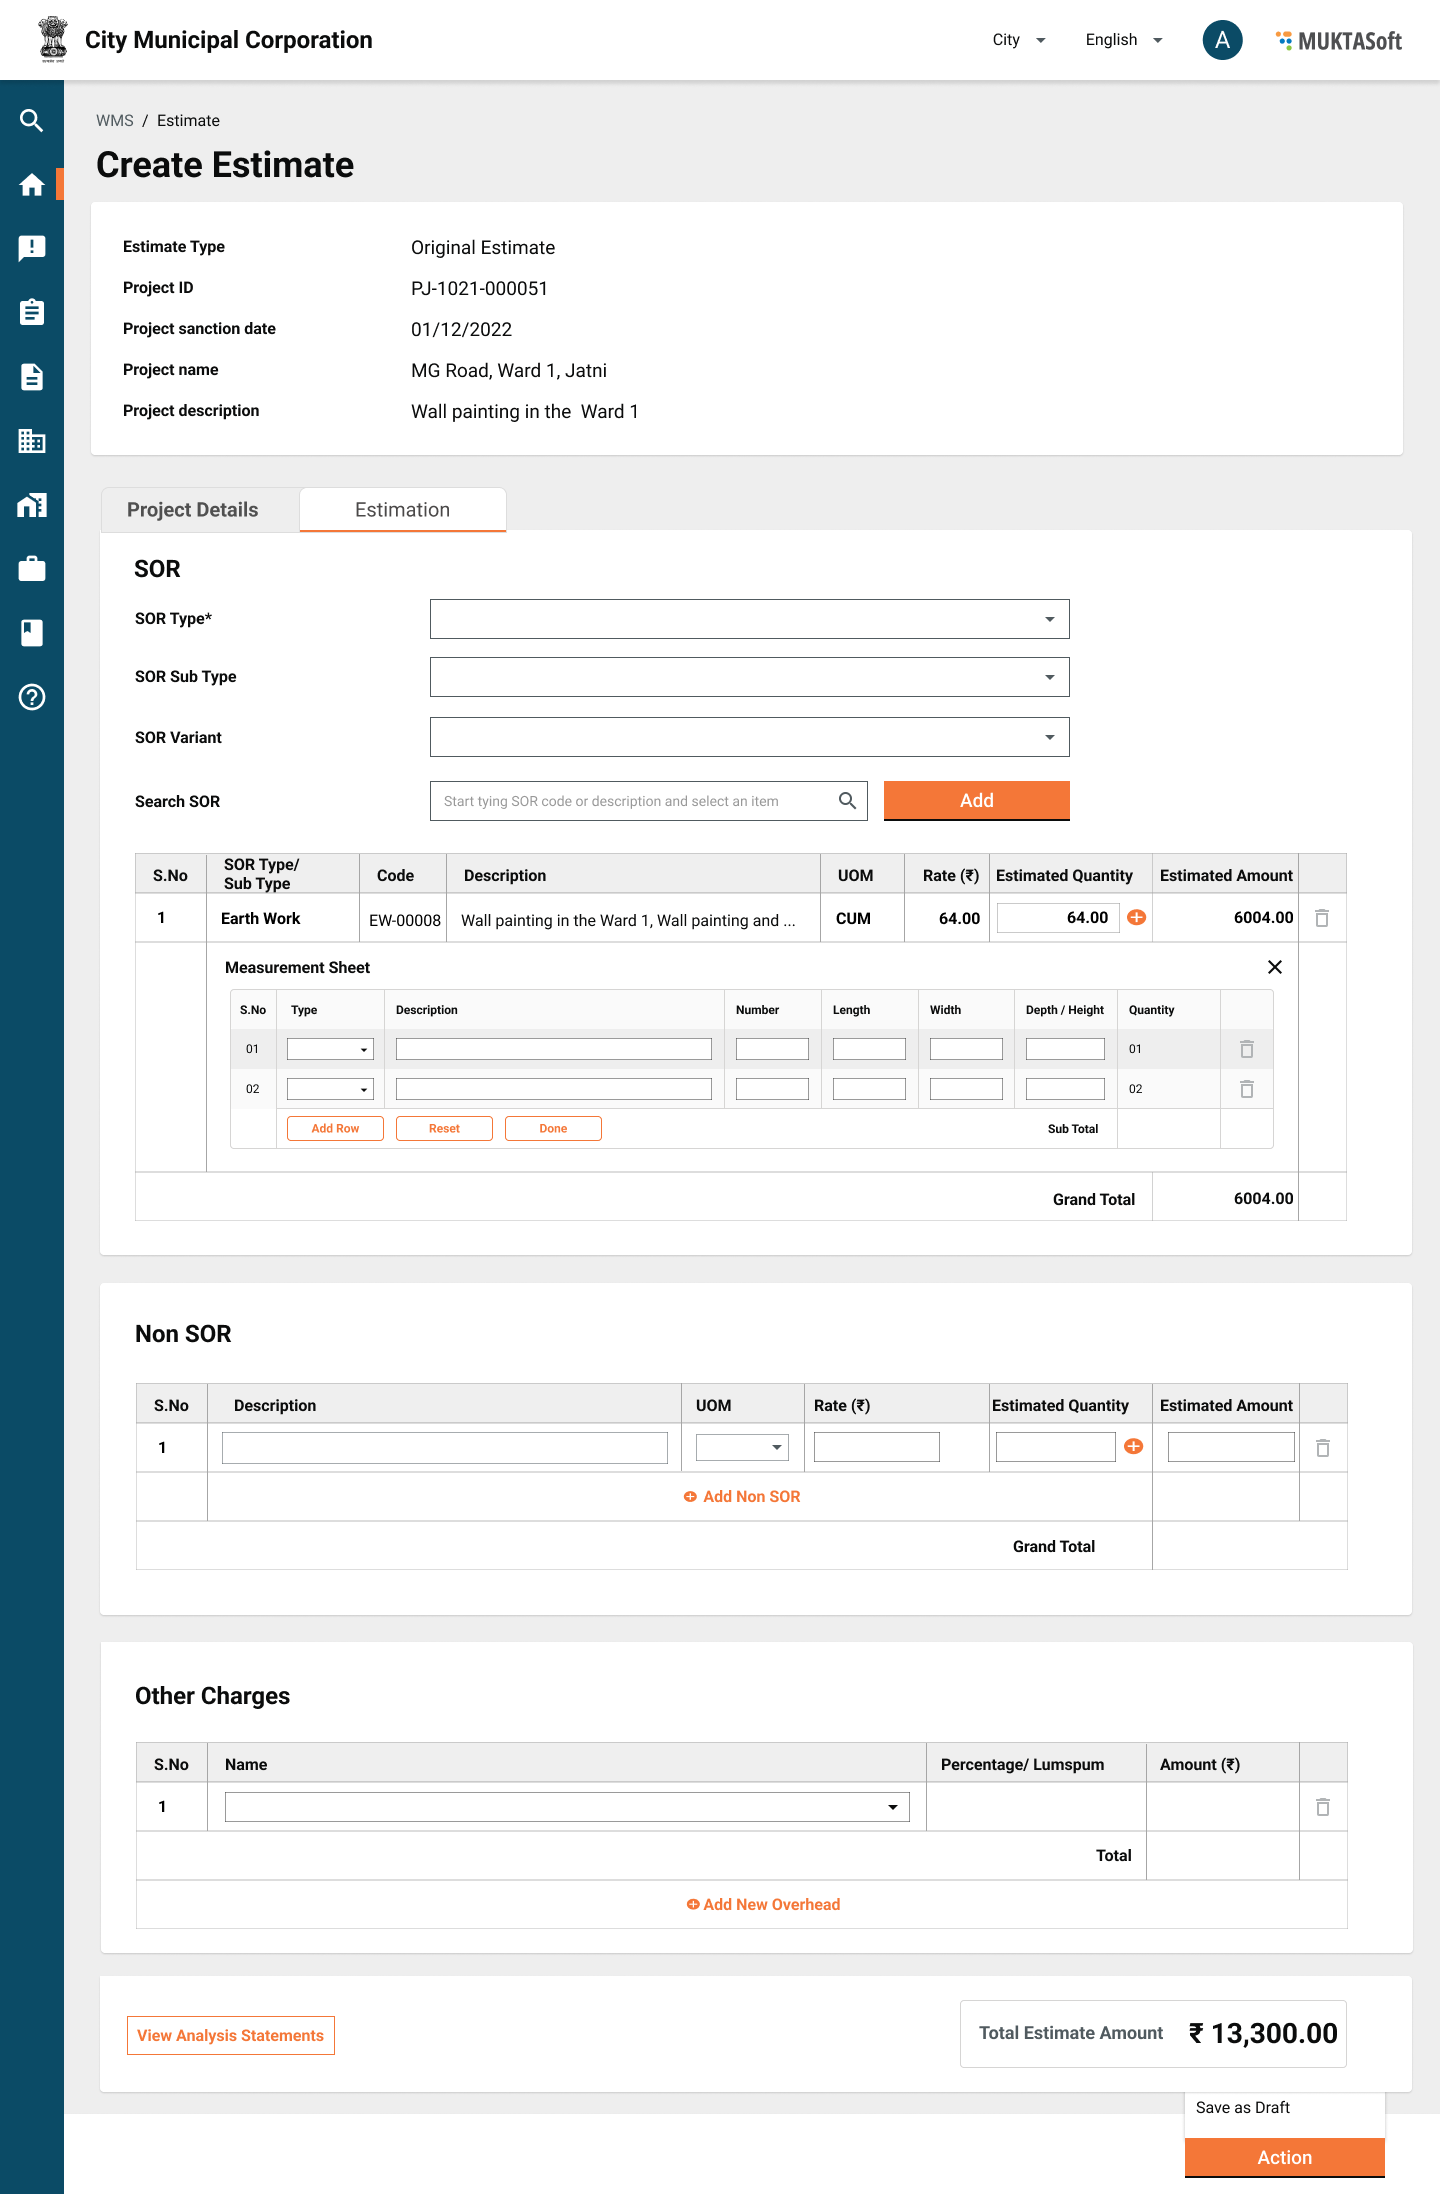 City Municipal Corporation
City
English
A
MUKTASoft
WMS / Estimate
Create Estimate
Estimate Type Original Estimate
Project ID PJ-1021-000051
Project sanction date 01/12/2022
Project name MG Road, Ward 1, Jatni
Project description Wall painting in the  Ward 1
Project Details
Estimation
SOR
SOR Type*
SOR Sub Type
SOR Variant
Search SOR
Start tying SOR code or description and select an item
Add
S.No SOR Type/ Code Description UOM Rate (₹) Estimated Quantity Estimated Amount
Sub Type
1 Earth Work EW-00008 Wall painting in the Ward 1, Wall painting and ... CUM 64.00 64.00 6004.00
Measurement Sheet
S.No Type Description Number Length Width Depth / Height Quantity
01 01
02 02
Add Row Reset Done Sub Total
Grand Total 6004.00
Non SOR
S.No Description UOM Rate (₹) Estimated Quantity Estimated Amount
1
Add Non SOR
Grand Total
Other Charges
S.No Name Percentage/ Lumspum Amount (₹)
1
Total
Add New Overhead
View Analysis Statements
Total Estimate Amount ₹ 13,300.00
Save as Draft
Action